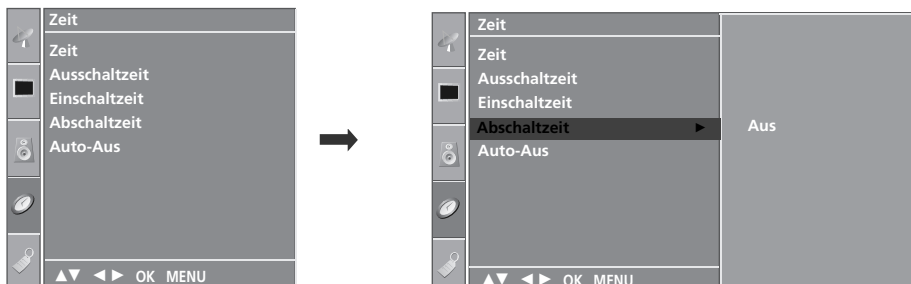 Zeit
Zeit
Ausschaltzeit
Einschaltzeit
Abschaltzeit
Auto-Aus
▲▼ ◄► OK MENU
Zeit
Zeit
Ausschaltzeit
Einschaltzeit
Abschaltzeit ► Aus
Auto-Aus
▲▼ ◄► OK MENU